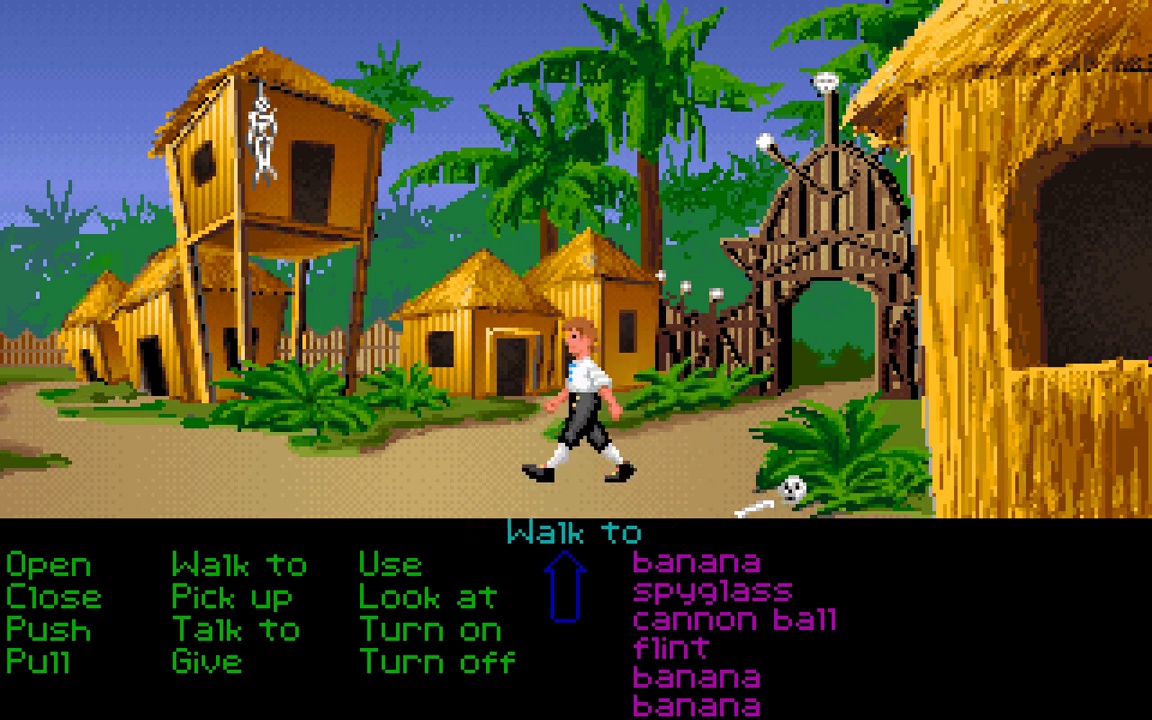 Walk to
Open Walk to Use
Close Pick up Look at
Push Talk to Turn on
Pull Give Turn off
banana
spyglass
cannon ball
flint
banana
banana